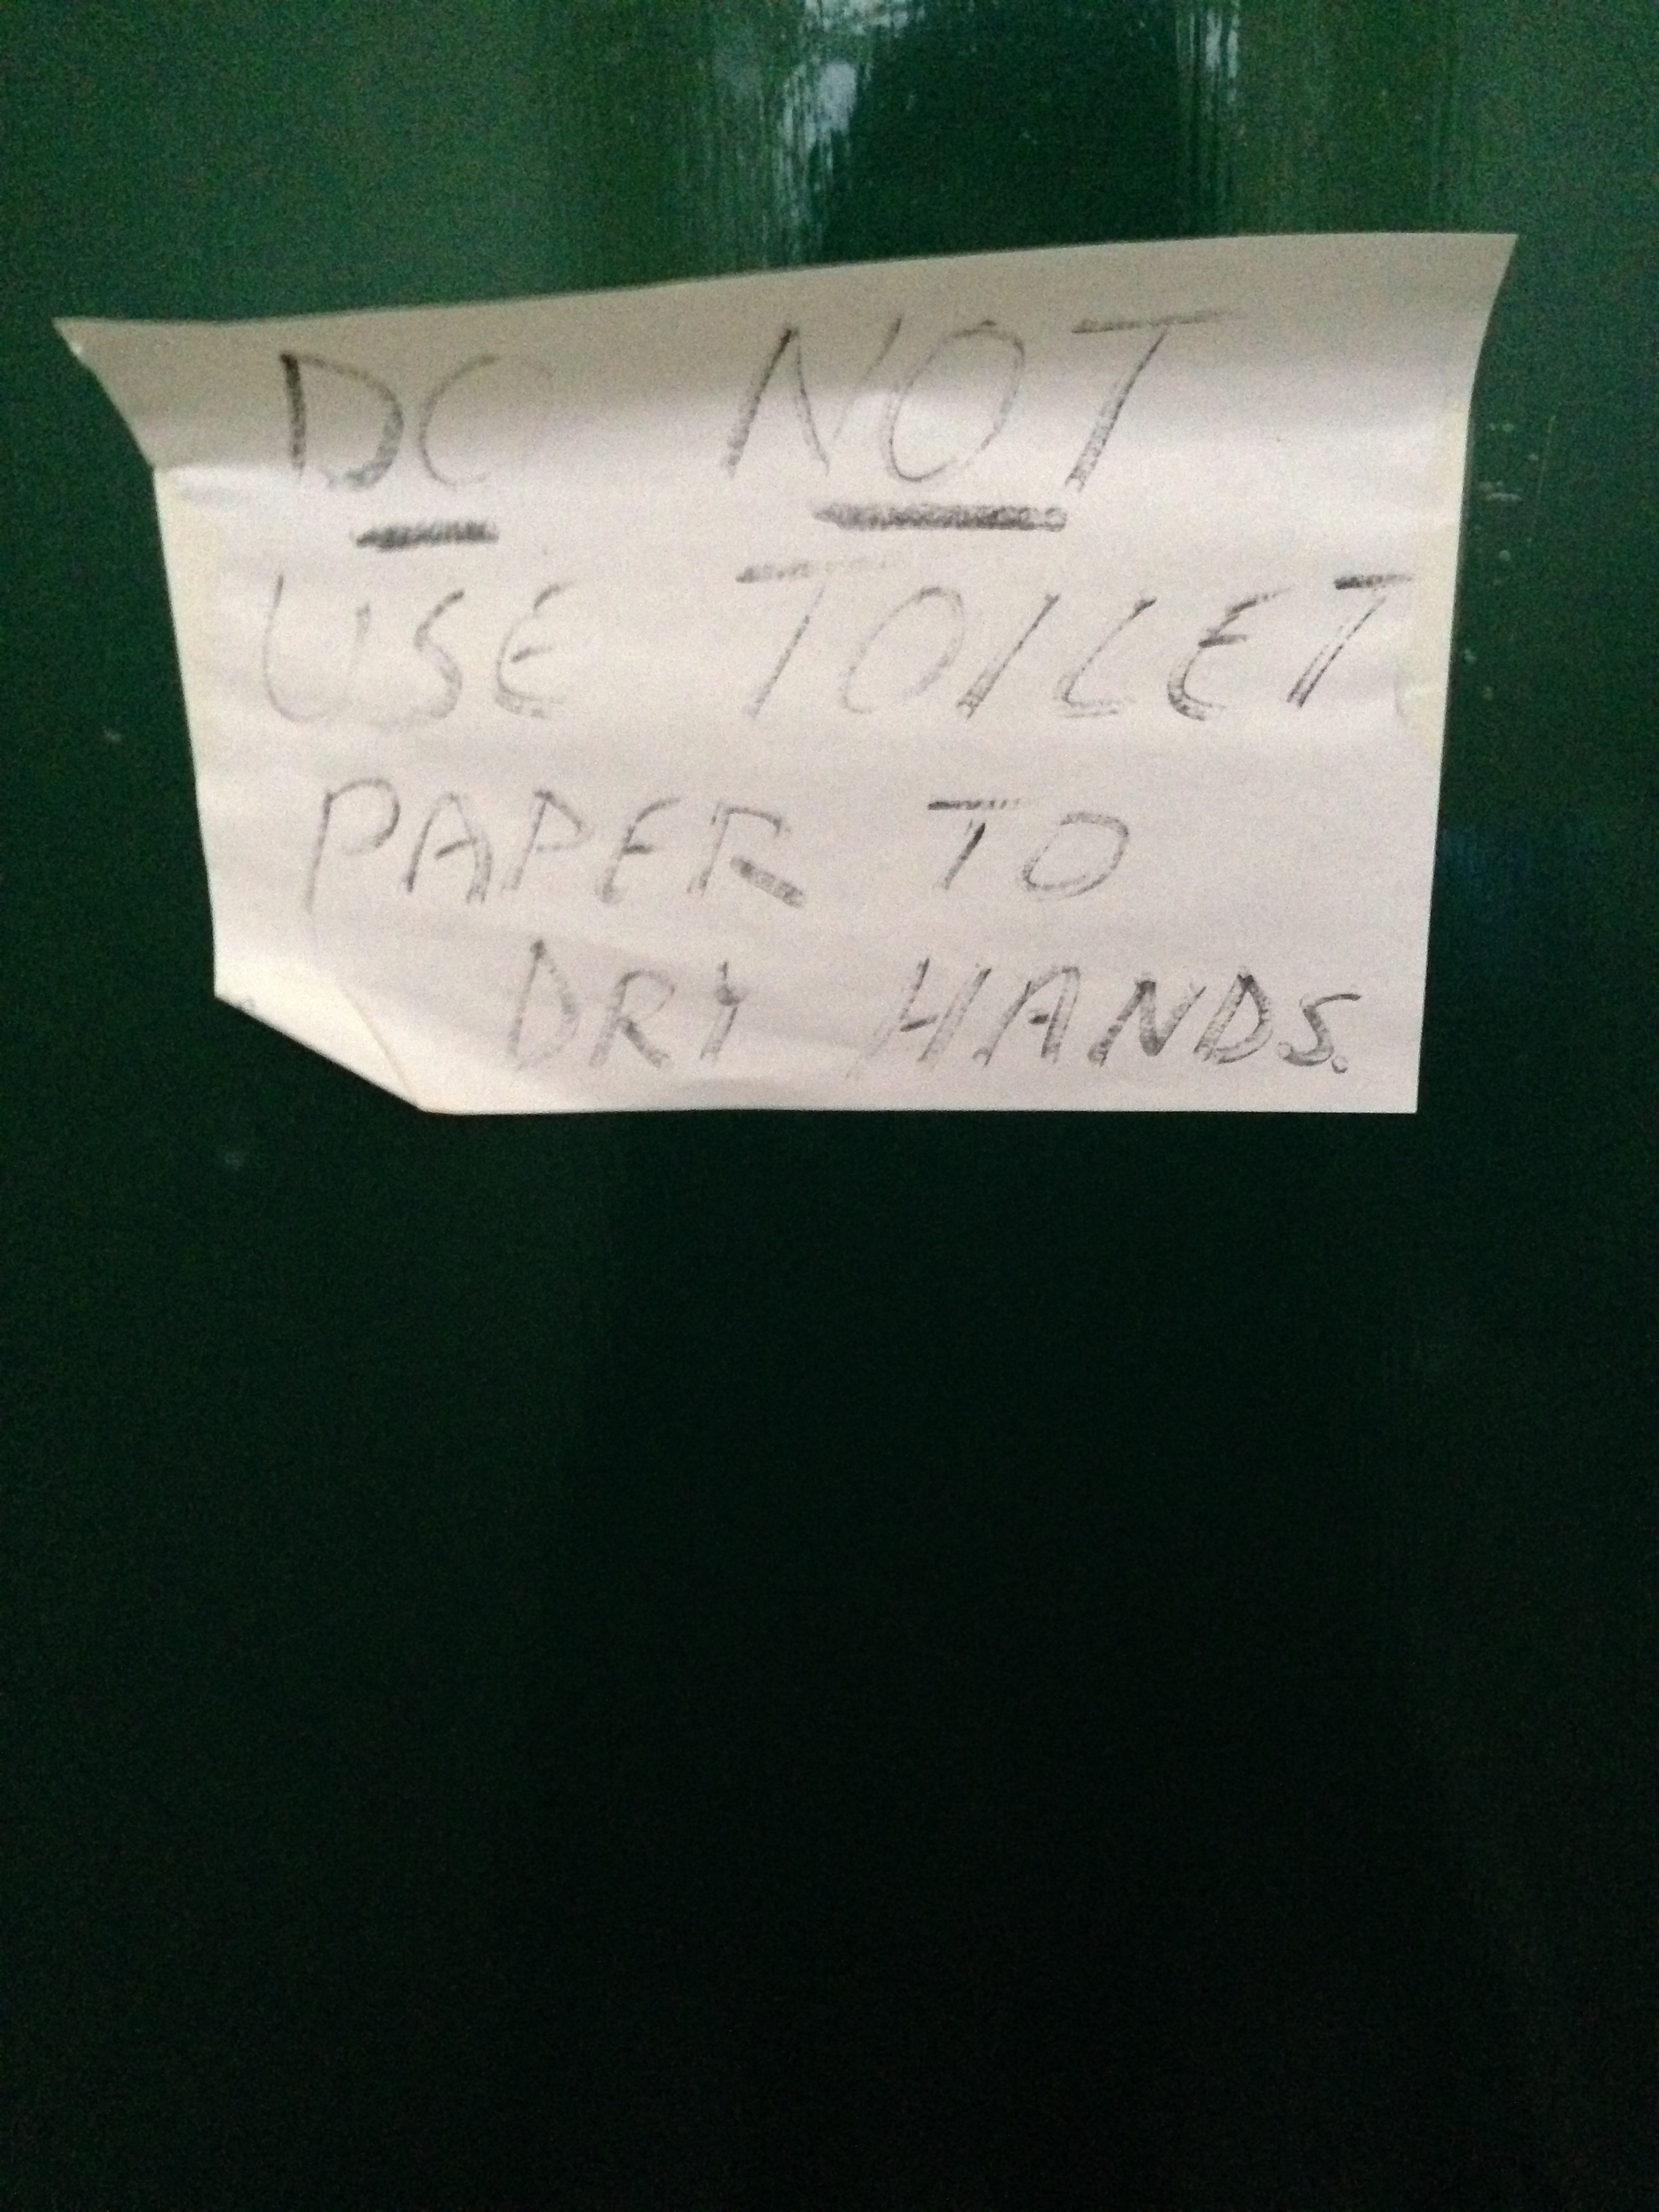 DO NOT
USE TOILET
PAPER TO
DRY HANDS.